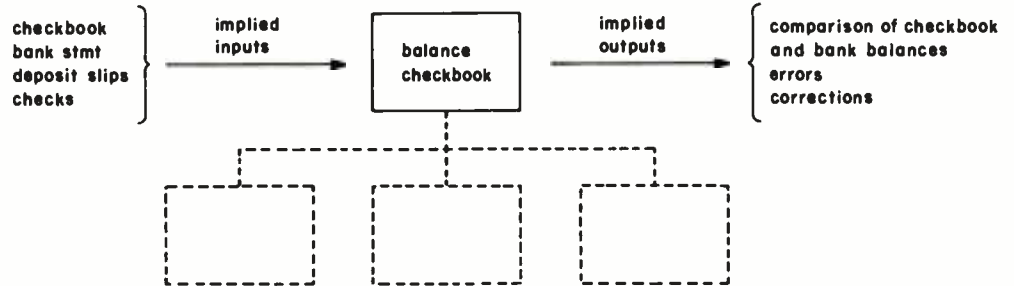 checkbook
bank stmt
deposit slips
checks
implied
inputs
balance
checkbook
implied
outputs
comparison of checkbook
and bank balances
errors
corrections